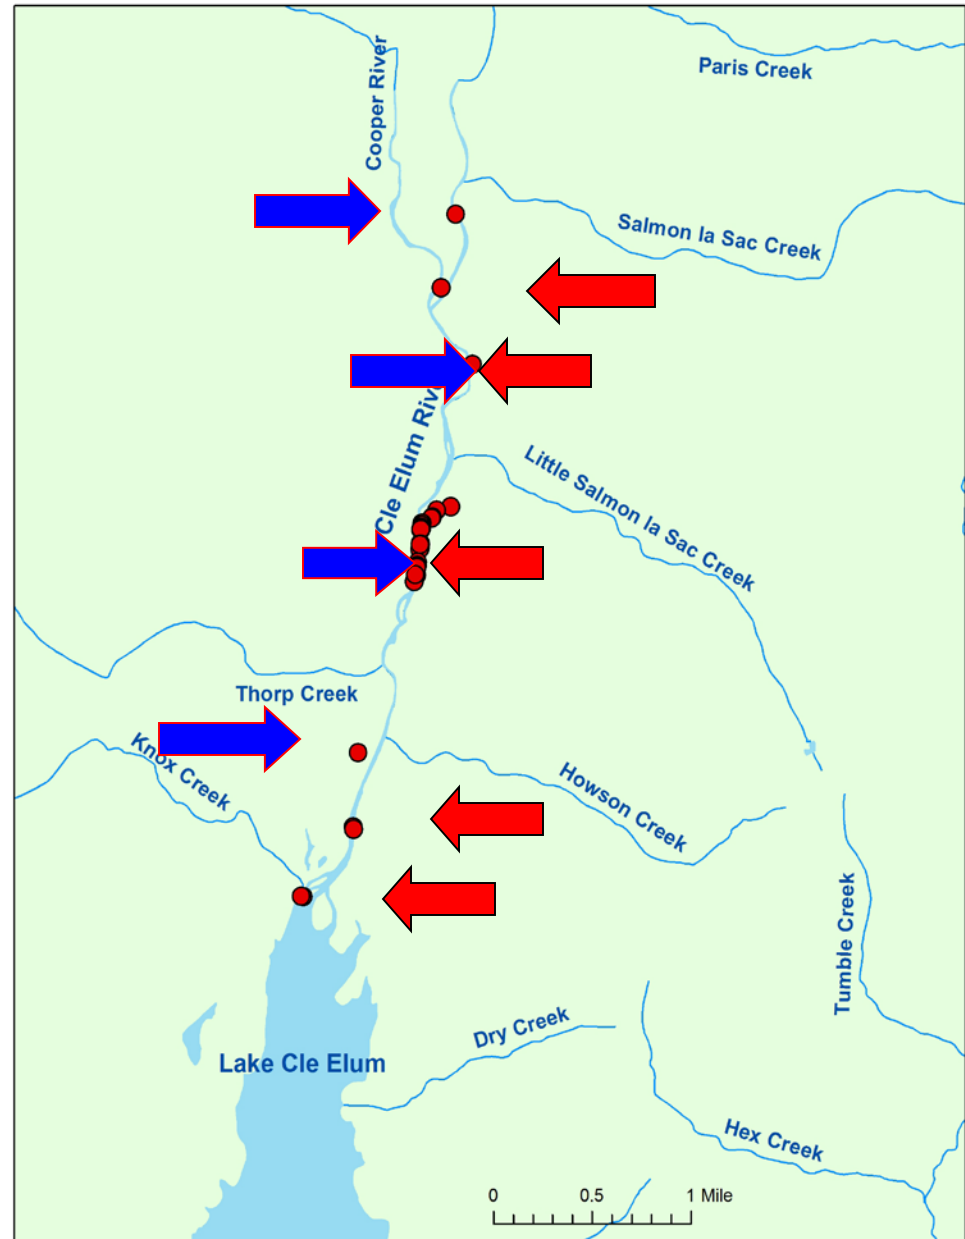 Cooper River
Paris Creek
Salmon la Sac Creek
Cle Elum Rive
Little Salmon la Sac Creek
Thorp Creek
Knox Creek
Howson Creek
Tumble Creek
Dry Creek
Lake Cle Elum
Hex Creek
0 0.5 1 Mile